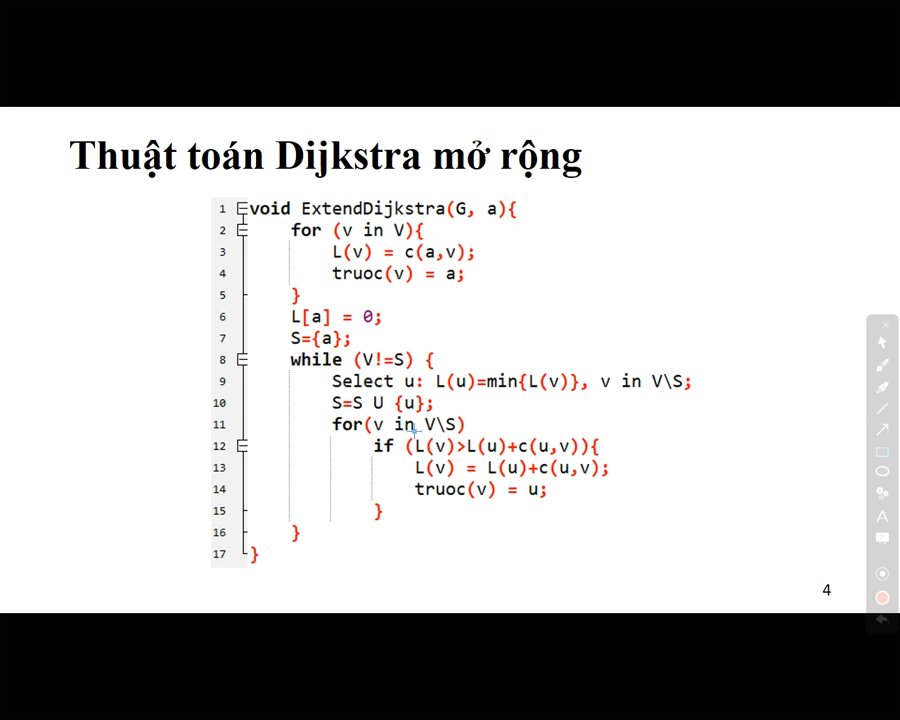 Thuật toán Dijkstra mở rộng
1 void ExtendDijkstra(G, a){
2 for (v in V){
3 L(v) = c(a,v);
4 truoc(v) = a;
5 }
6 L[a] = 0;
7 S={a};
8 while (V!=S) {
9 Select u: L(u)=min{L(v)}, v in V\S;
10 S=S U {u};
11 for(v in V\S)
12 if (L(v)>L(u)+c(u,v)){
13 L(v) = L(u)+c(u,v);
14 truoc(v) = u;
15 }
16 }
17 }
4